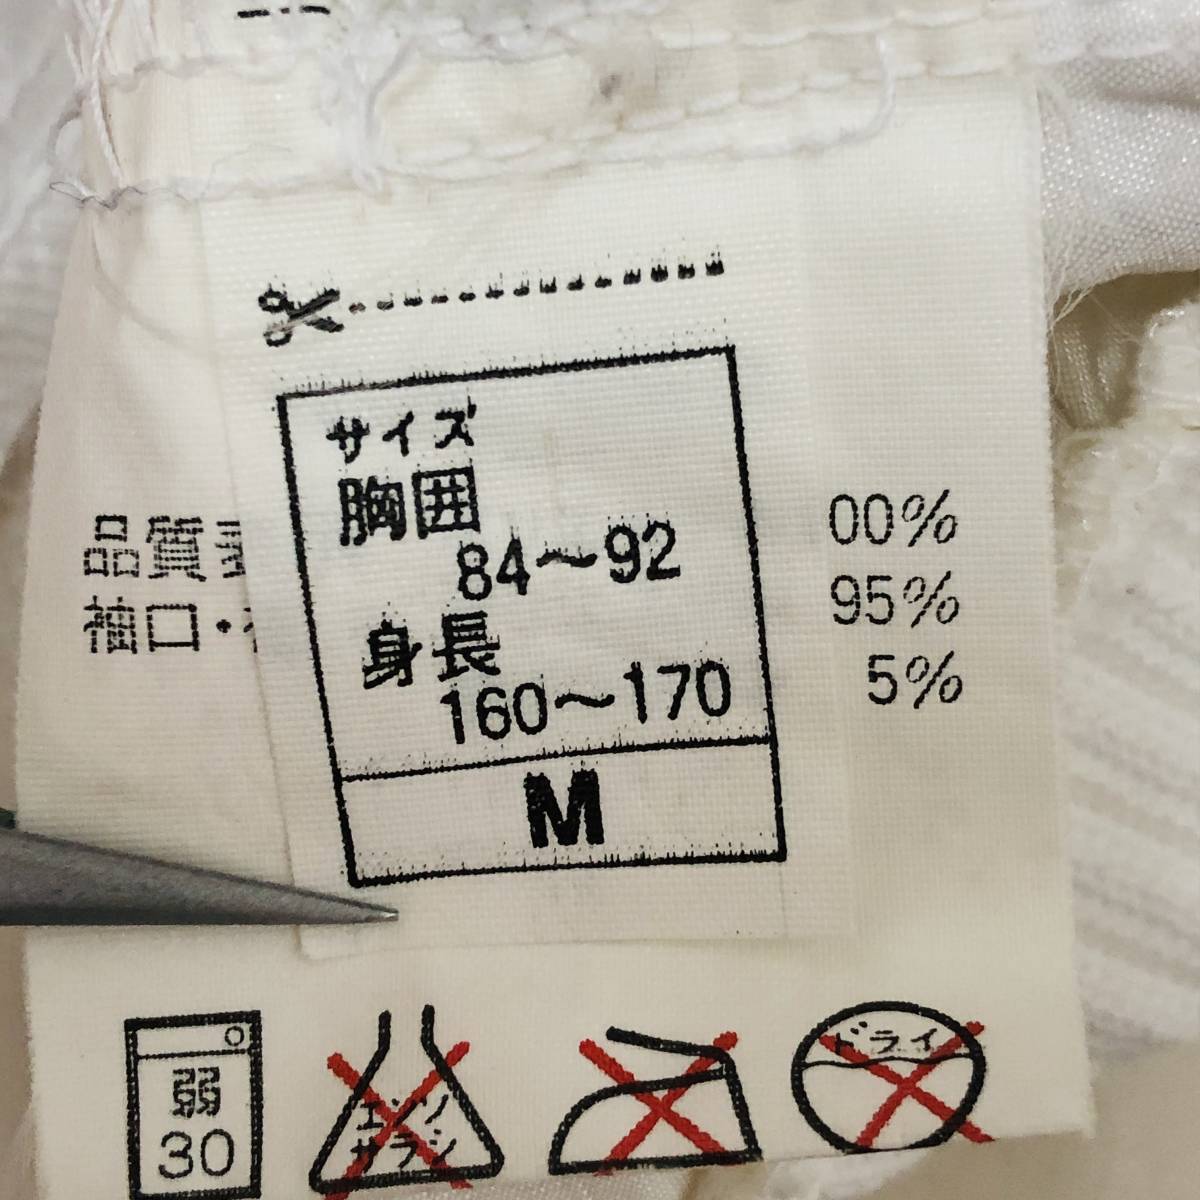 サイズ
胸囲
84～92
身長
160～170
M
品質
袖口・
00%
95%
5%
弱
30
エンソ
サラシ
ドライ